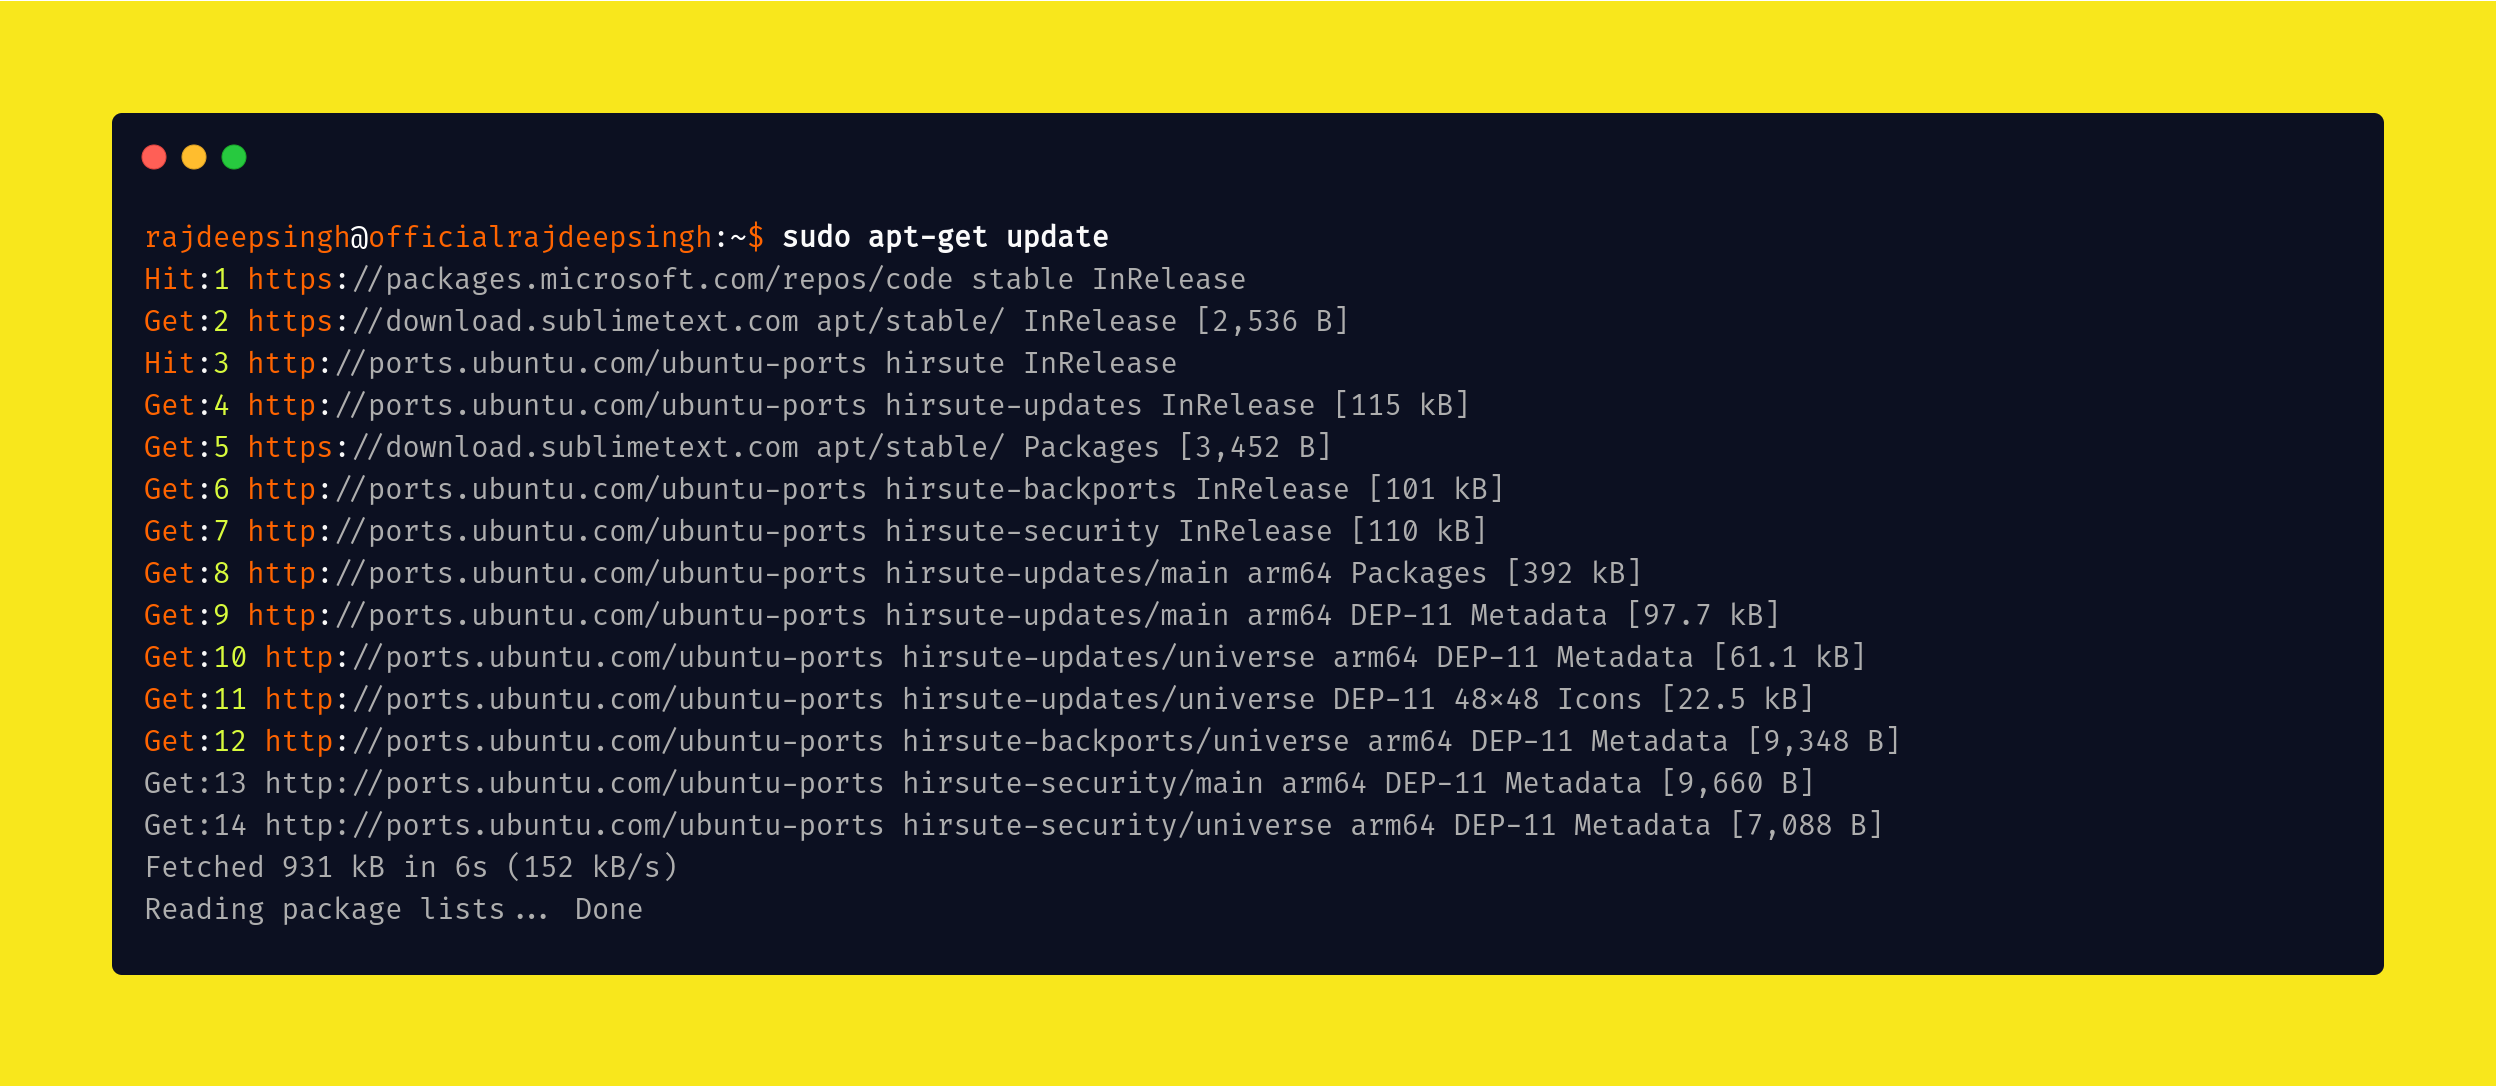 rajdeepsingh@officialrajdeepsingh:~$ sudo apt-get update
Hit:1 https://packages.microsoft.com/repos/code stable InRelease
Get:2 https://download.sublimetext.com apt/stable/ InRelease [2,536 B]
Hit:3 http://ports.ubuntu.com/ubuntu-ports hirsute InRelease
Get:4 http://ports.ubuntu.com/ubuntu-ports hirsute-updates InRelease [115 kB]
Get:5 https://download.sublimetext.com apt/stable/ Packages [3,452 B]
Get:6 http://ports.ubuntu.com/ubuntu-ports hirsute-backports InRelease [101 kB]
Get:7 http://ports.ubuntu.com/ubuntu-ports hirsute-security InRelease [110 kB]
Get:8 http://ports.ubuntu.com/ubuntu-ports hirsute-updates/main arm64 Packages [392 kB]
Get:9 http://ports.ubuntu.com/ubuntu-ports hirsute-updates/main arm64 DEP-11 Metadata [97.7 kB]
Get:10 http://ports.ubuntu.com/ubuntu-ports hirsute-updates/universe arm64 DEP-11 Metadata [61.1 kB]
Get:11 http://ports.ubuntu.com/ubuntu-ports hirsute-updates/universe DEP-11 48×48 Icons [22.5 kB]
Get:12 http://ports.ubuntu.com/ubuntu-ports hirsute-backports/universe arm64 DEP-11 Metadata [9,348 B]
Get:13 http://ports.ubuntu.com/ubuntu-ports hirsute-security/main arm64 DEP-11 Metadata [9,660 B]
Get:14 http://ports.ubuntu.com/ubuntu-ports hirsute-security/universe arm64 DEP-11 Metadata [7,088 B]
Fetched 931 kB in 6s (152 kB/s)
Reading package lists... Done